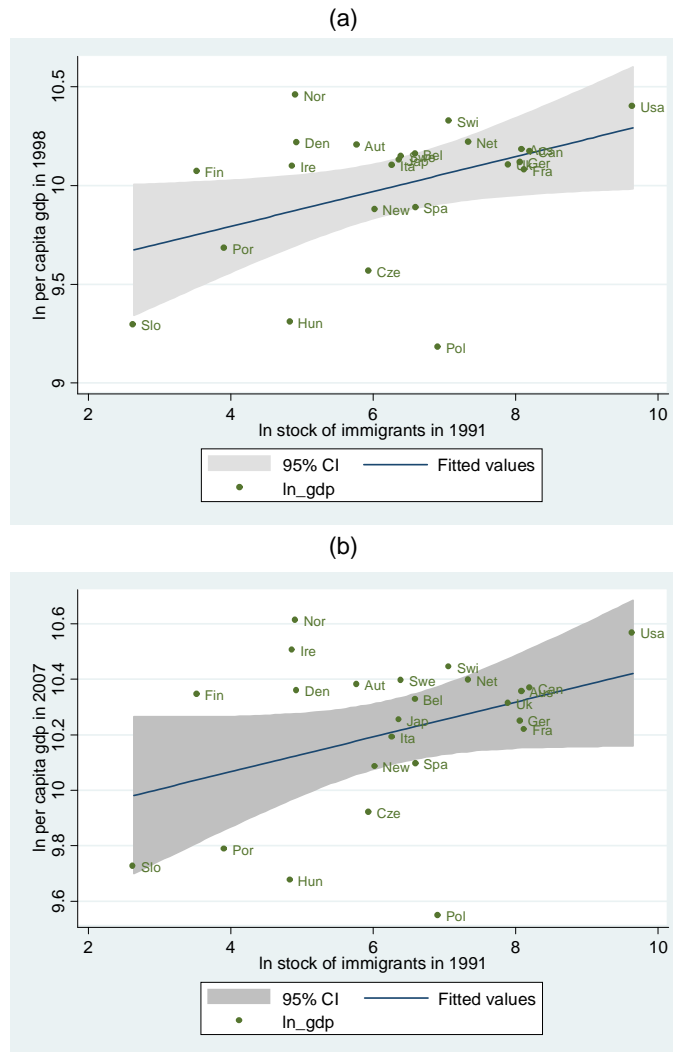 (a)
ln per capita gdp in 1998
10.5
10
9.5
9
Nor
Swi
Usa
Den
Aut
Net
Fin
Ire
Bel
Swe
Jap
Ita
Aus
Can
Ger
Uk
Fra
New
Spa
Por
Cze
Slo
Hun
Pol
2 4 6 8 10
ln stock of immigrants in 1991
95% CI Fitted values
ln_gdp
(b)
ln per capita gdp in 2007
10.6
10.4
10.2
10
9.8
9.6
Nor
Usa
Ire
Swi
Fin
Den
Aut
Swe
Net
Can
Aus
Bel
Uk
Jap
Ger
Ita
Fra
New
Spa
Cze
Por
Slo
Hun
Pol
2 4 6 8 10
ln stock of immigrants in 1991
95% CI Fitted values
ln_gdp